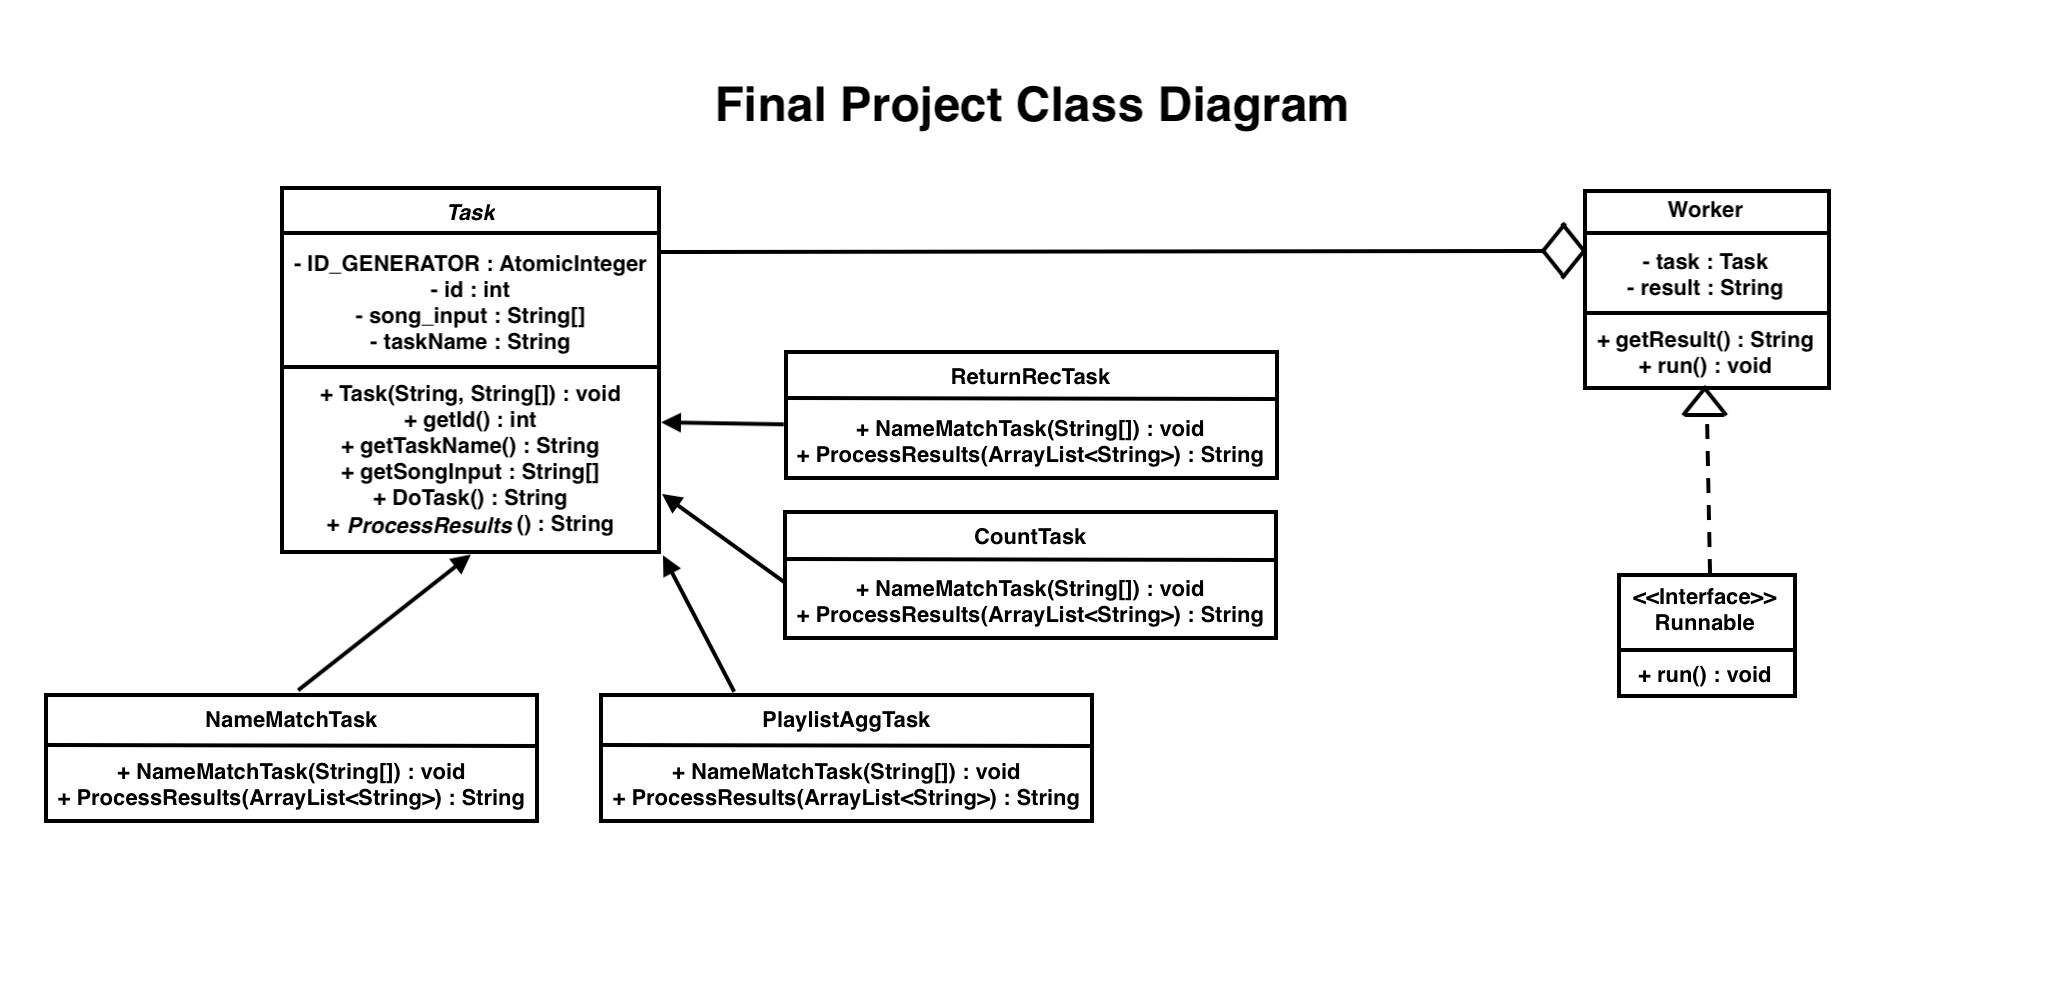 Final Project Class Diagram
Task
- ID_GENERATOR : AtomicInteger
- id : int
- song_input : String[]
- taskName : String
+ Task(String, String[]) : void
+ getId() : int
+ getTaskName() : String
+ getSongInput : String[]
+ DoTask() : String
+ ProcessResults() : String
Worker
- task : Task
- result : String
+ getResult() : String
+ run() : void
ReturnRecTask
+ NameMatchTask(String[]) : void
+ ProcessResults(ArrayList<String>) : String
CountTask
+ NameMatchTask(String[]) : void
+ ProcessResults(ArrayList<String>) : String
<<Interface>>
Runnable
+ run() : void
NameMatchTask
+ NameMatchTask(String[]) : void
+ ProcessResults(ArrayList<String>) : String
PlaylistAggTask
+ NameMatchTask(String[]) : void
+ ProcessResults(ArrayList<String>) : String